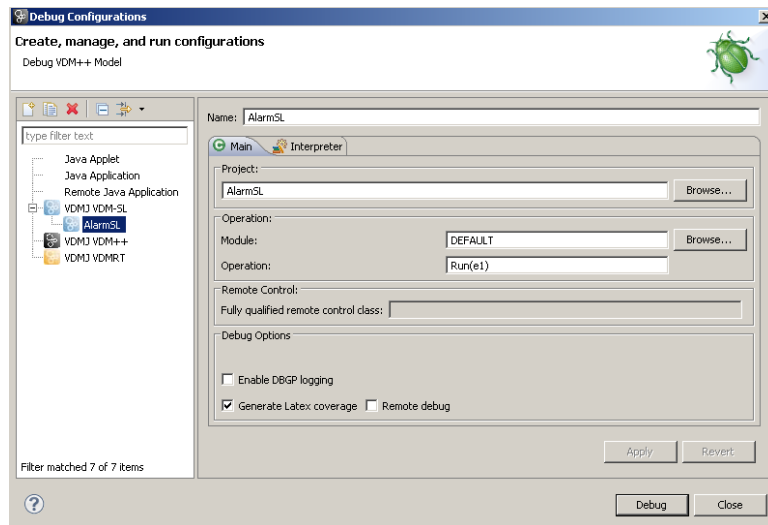 Debug Configurations
Create, manage, and run configurations
Debug VDM++ Model
type filter text
Java Applet
Java Application
Remote Java Application
VDMJ VDM-SL
AlarmSL
VDMJ VDM++
VDMJ VDMRT
Filter matched 7 of 7 items
Name: AlarmSL
Main Interpreter
Project:
AlarmSL Browse...
Operation:
Module: DEFAULT Browse...
Operation: Run(e1)
Remote Control:
Fully qualified remote control class:
Debug Options
Enable DBGP logging
Generate Latex coverage Remote debug
Apply Revert
? Debug Close